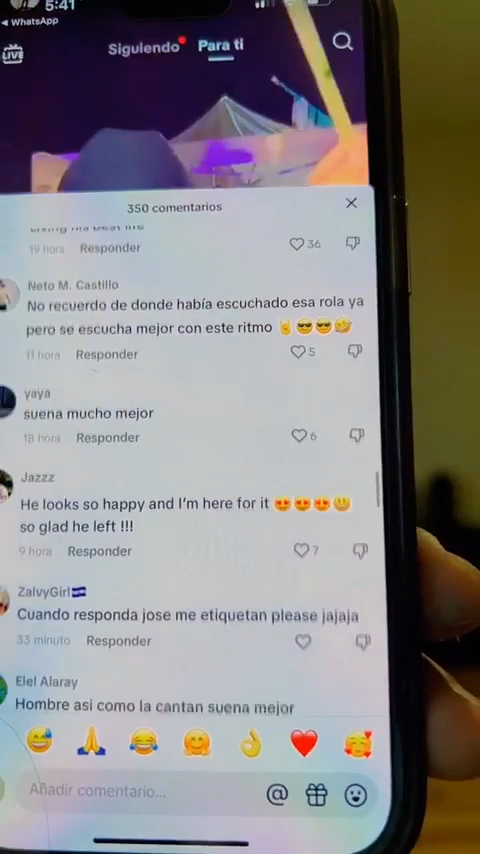 5:41
◀ WhatsApp
LIVE
Siguiendo Para ti
350 comentarios
19 hora Responder 36
Neto M. Castillo
No recuerdo de donde había escuchado esa rola ya
pero se escucha mejor con este ritmo 🤘😎😎🤣
11 hora Responder 5
yaya
suena mucho mejor
18 hora Responder 6
Jazzz
He looks so happy and I'm here for it 😍😍😍😃
so glad he left !!!
9 hora Responder 7
ZalvyGirl🇸🇻
Cuando responda jose me etiquetan please jajaja
33 minuto Responder
Elel Alaray
Hombre asi como la cantan suena mejor
😅🙏😂🤗👌❤️🥰
Añadir comentario...